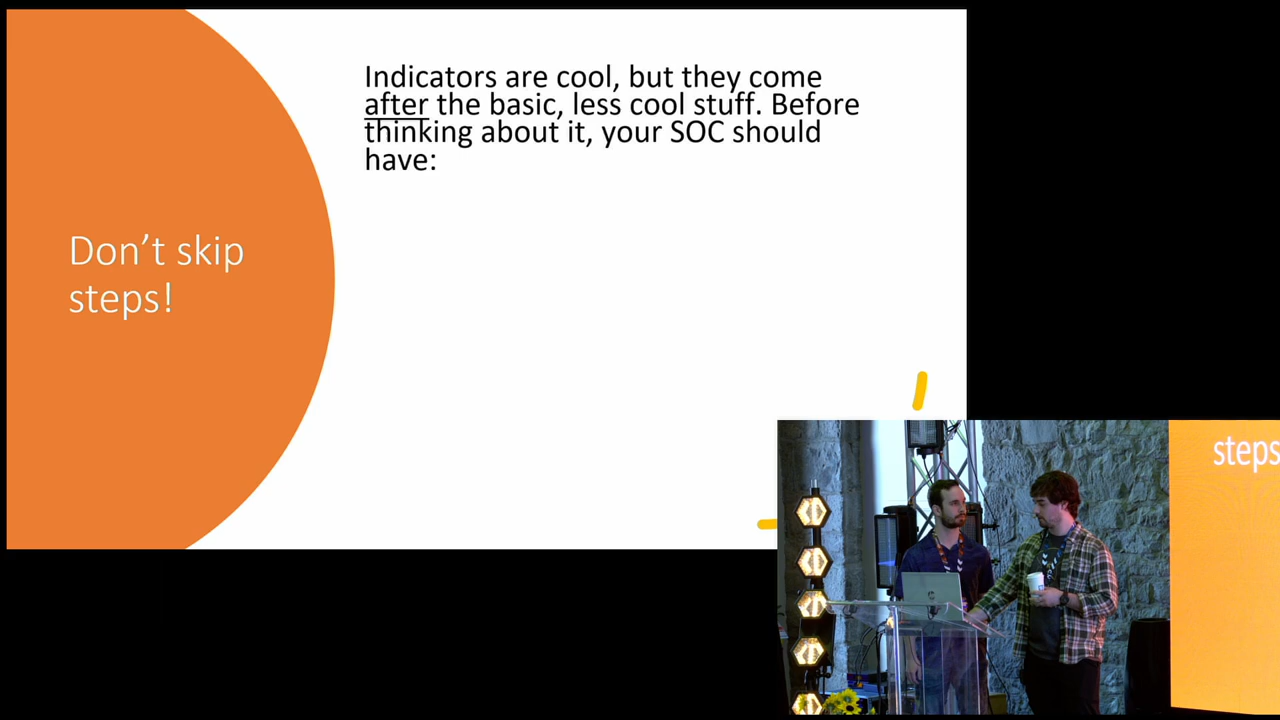 Don't skip
steps!
Indicators are cool, but they come
after the basic, less cool stuff. Before
thinking about it, your SOC should
have:
steps